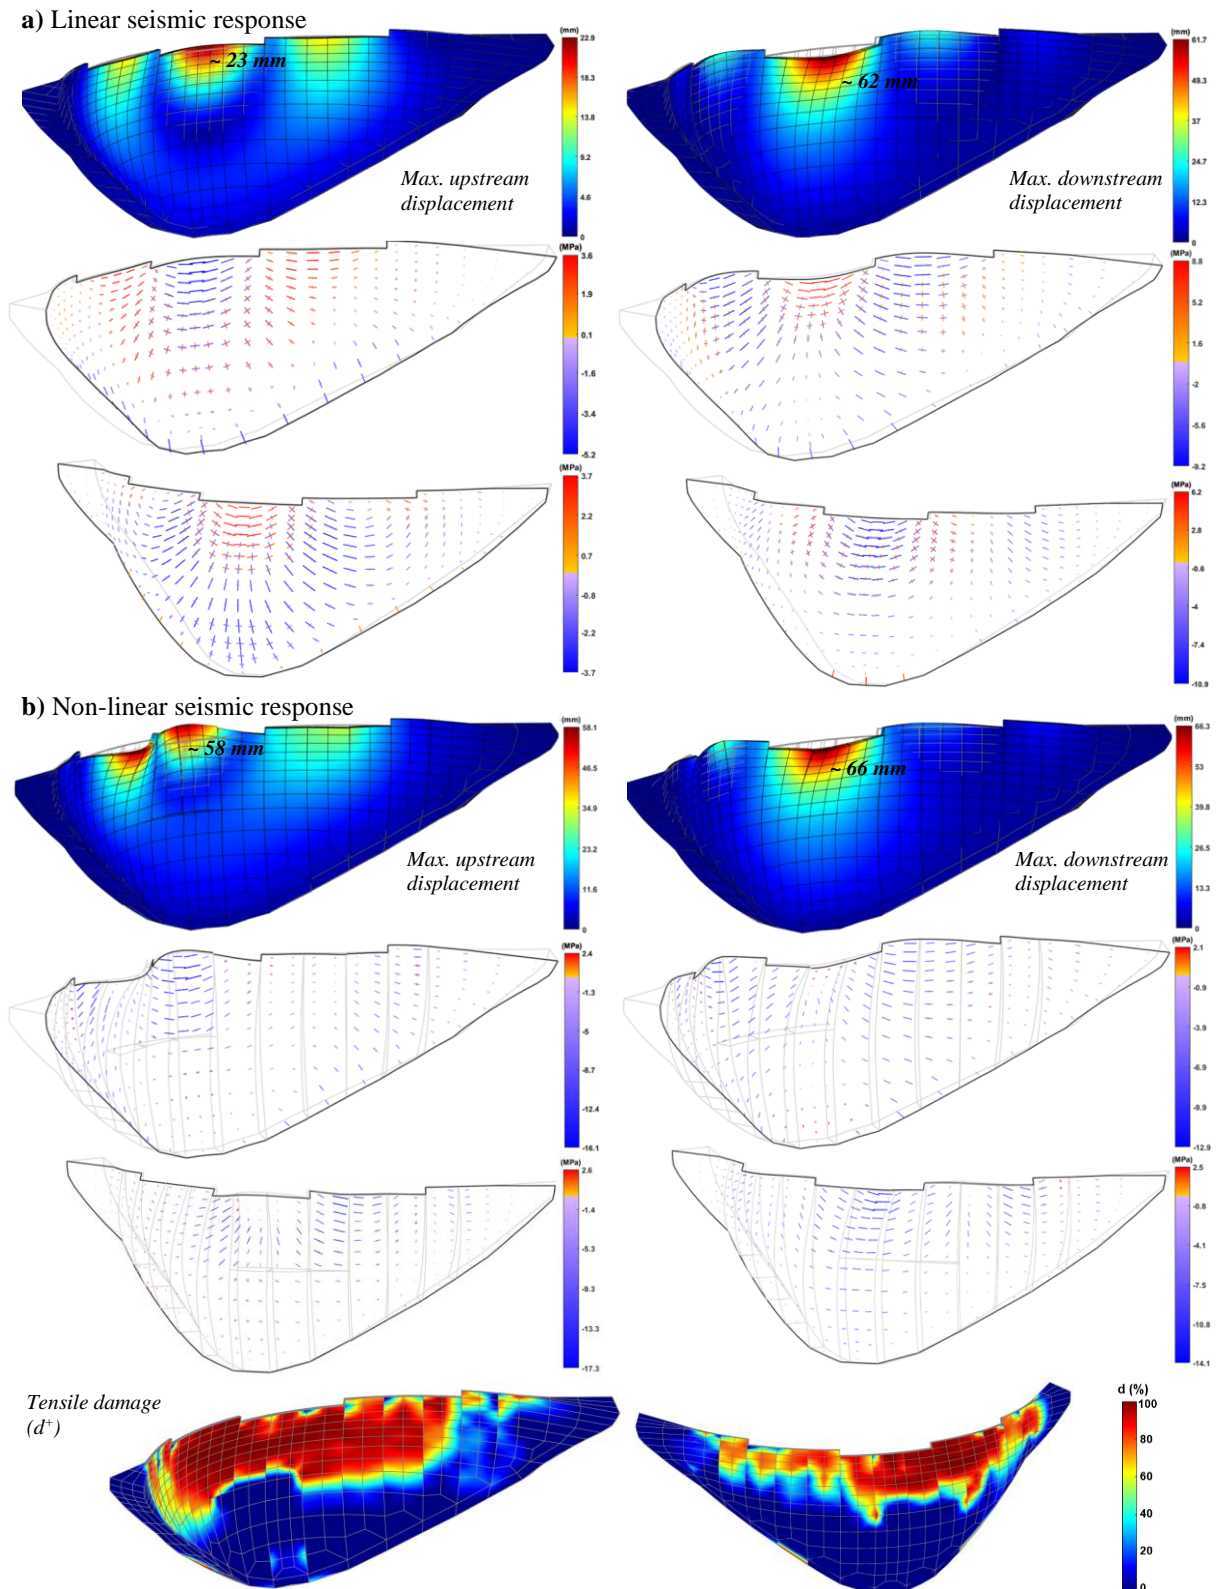 a) Linear seismic response
(mm)
22.9
18.3
13.8
9.2
4.6
0
~ 23 mm
Max. upstream
displacement
(mm)
61.7
49.3
37
24.7
12.3
0
~ 62 mm
Max. downstream
displacement
(MPa)
3.6
1.9
0.1
-1.6
-3.4
-5.2
(MPa)
8.8
5.2
1.6
-2
-5.6
-9.2
(MPa)
3.7
2.2
0.7
-0.8
-2.2
-3.7
(MPa)
6.2
2.8
-0.6
-4
-7.4
-10.9
b) Non-linear seismic response
(mm)
58.1
46.5
34.9
23.2
11.6
0
~ 58 mm
Max. upstream
displacement
(mm)
66.3
53
39.8
26.5
13.3
0
~ 66 mm
Max. downstream
displacement
(MPa)
2.4
-1.3
-5
-8.7
-12.4
-16.1
(MPa)
2.1
-0.9
-3.9
-6.9
-9.9
-12.9
(MPa)
2.6
-1.4
-5.3
-9.3
-13.3
-17.3
(MPa)
2.5
-0.8
-4.1
-7.5
-10.8
-14.1
Tensile damage
(d⁺)
d (%)
100
80
60
40
20
0